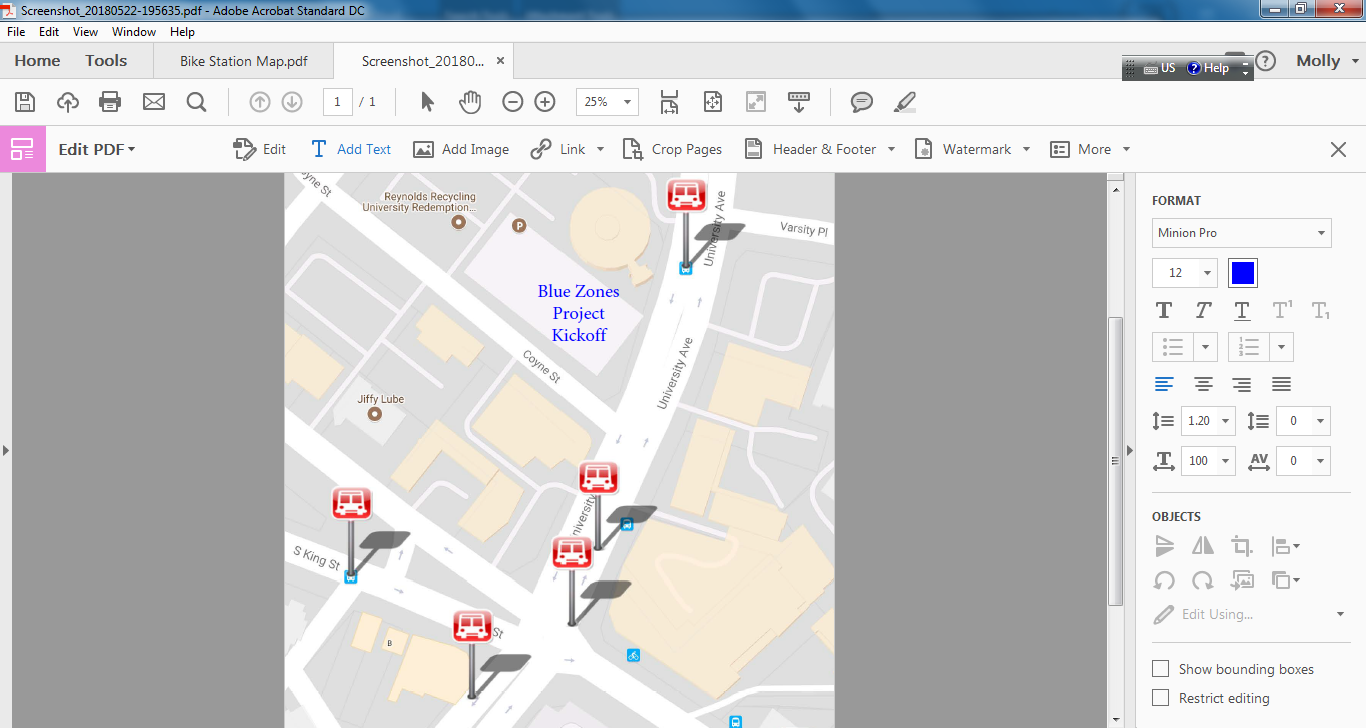 Screenshot_20180522-195635.pdf - Adobe Acrobat Standard DC
File Edit View Window Help
Home Tools Bike Station Map.pdf Screenshot_20180... × US Help ? Molly
1 / 1 25%
Edit PDF Edit Add Text Add Image Link Crop Pages Header & Footer Watermark More
Coyne St
Reynolds Recycling
University Redemption...
P
University Ave
Varsity Pl
Blue Zones
Project
Kickoff
Coyne St
University Ave
Jiffy Lube
University
S King St
St
B
FORMAT
Minion Pro
12
T T T T1 T1
1.20 0
T 100 AV 0
OBJECTS
Edit Using...
Show bounding boxes
Restrict editing